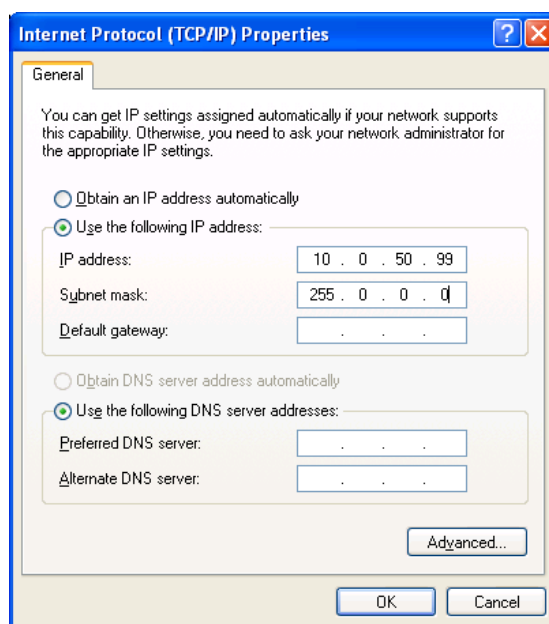 Internet Protocol (TCP/IP) Properties
General
You can get IP settings assigned automatically if your network supports
this capability. Otherwise, you need to ask your network administrator for
the appropriate IP settings.
Obtain an IP address automatically
Use the following IP address:
IP address: 10 . 0 . 50 . 99
Subnet mask: 255 . 0 . 0 . 0
Default gateway: . . .
Obtain DNS server address automatically
Use the following DNS server addresses:
Preferred DNS server: . . .
Alternate DNS server: . . .
Advanced...
OK Cancel